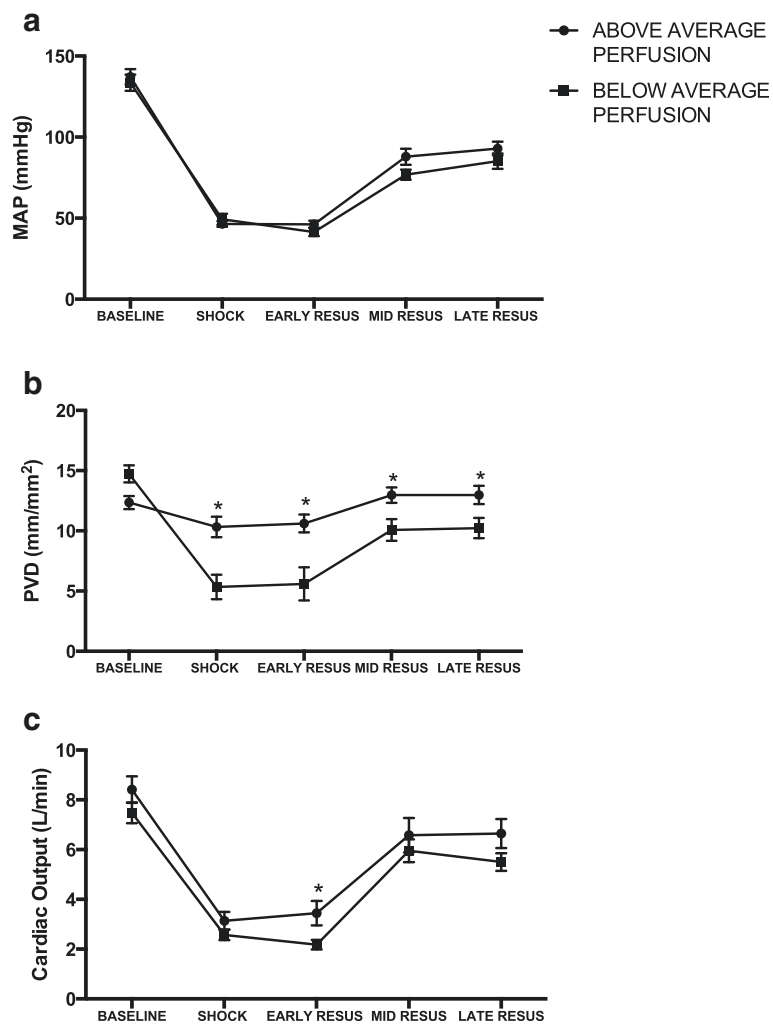 a
ABOVE AVERAGE
PERFUSION
BELOW AVERAGE
PERFUSION
MAP (mmHg)
150
100
50
0
BASELINE SHOCK EARLY RESUS MID RESUS LATE RESUS
b
PVD (mm/mm²)
20
15
10
5
0
* * * *
BASELINE SHOCK EARLY RESUS MID RESUS LATE RESUS
c
Cardiac Output (L/min)
10
8
6
4
2
0
*
BASELINE SHOCK EARLY RESUS MID RESUS LATE RESUS